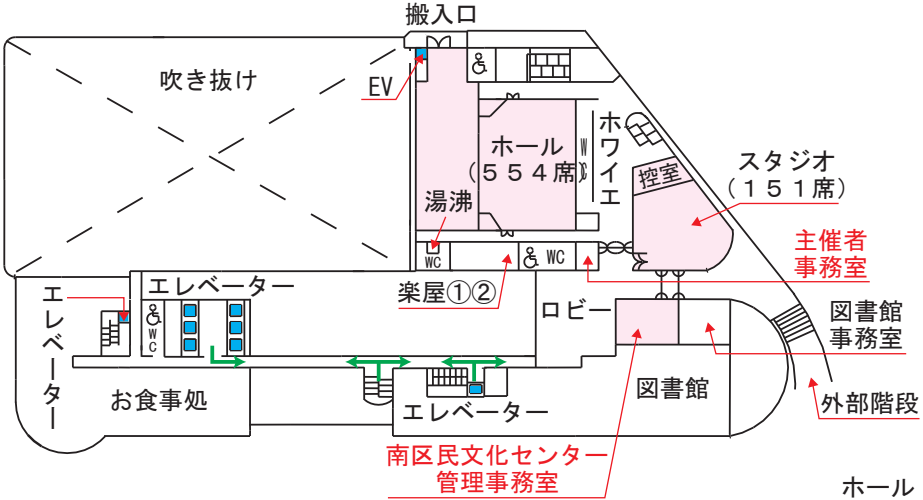 搬入口
吹き抜け
EV
ホール
(554席)
WC
ホワイエ
控室
スタジオ
(151席)
湯沸
WC
WC
主催者
事務室
楽屋①②
エレベーター
エレベーター
WC
ロビー
図書館
事務室
図書館
お食事処
エレベーター
外部階段
南区民文化センター
管理事務室
ホール